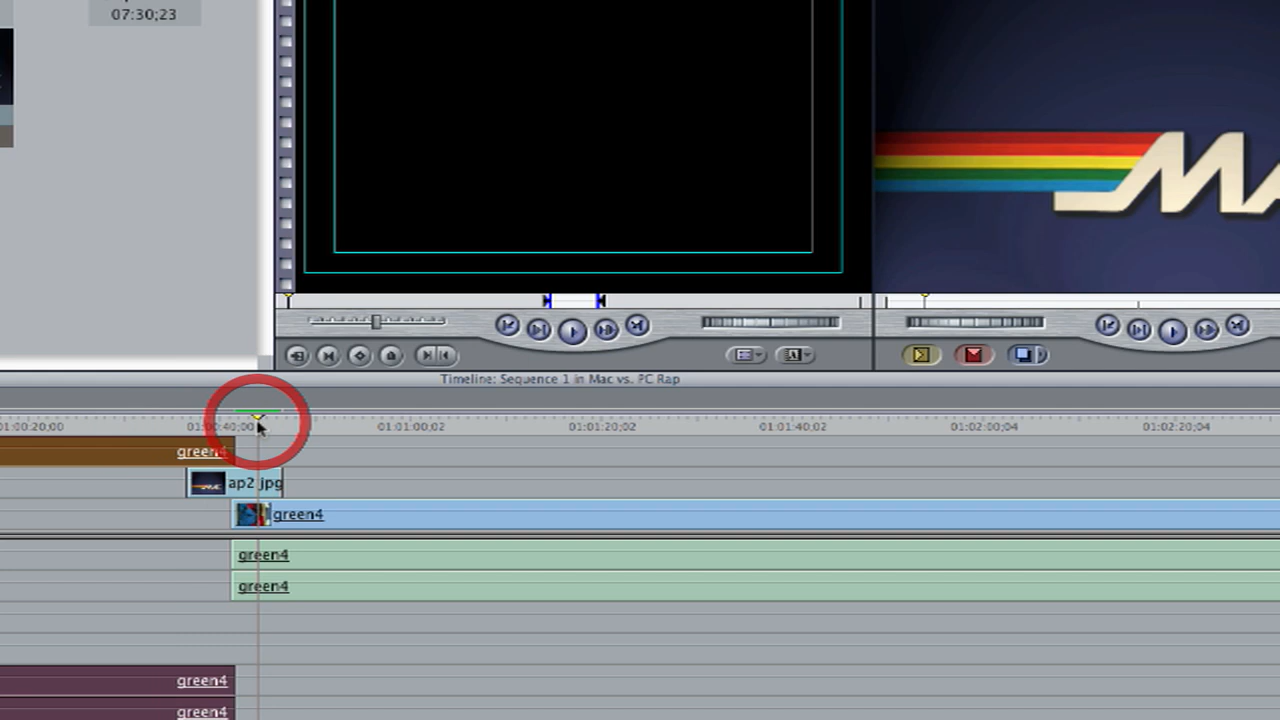 07:30;23
MA
Timeline: Sequence 1 in Mac vs. PC Rap
01:00:20;00 01:00:40;00 01:01:00;02 01:01:20;02 01:01:40;02 01:02:00;04 01:02:20;04
green4
ap2.jpg
green4
green4
green4
green4
green4